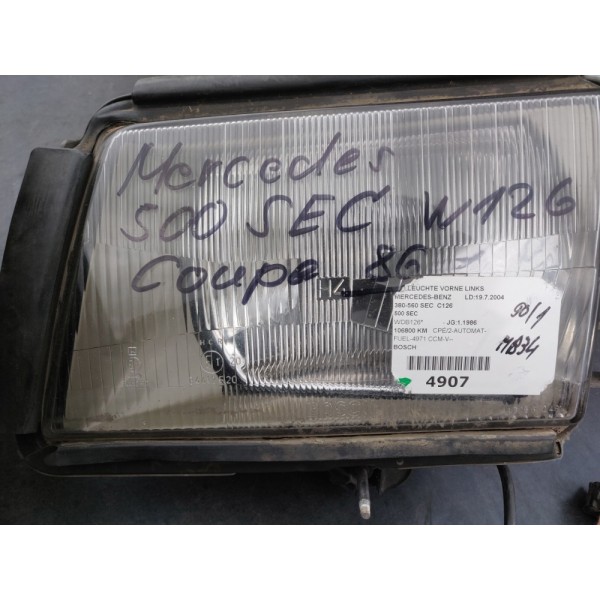 Mercedes
500 SEC W126
Coupe 86
LEUCHTE VORNE LINKS
MERCEDES-BENZ LD:19.7.2004
380-560 SEC C126
500 SEC
WDB126* JG:1.1986
106800 KM CPE/2-AUTOMAT-
FUEL-4971 CCM-V--
BOSCH
4907
90/1
MB34